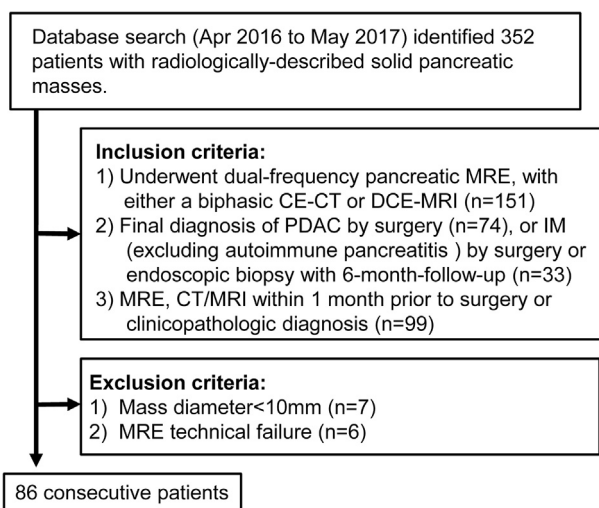 Database search (Apr 2016 to May 2017) identified 352
patients with radiologically-described solid pancreatic
masses.
Inclusion criteria:
1) Underwent dual-frequency pancreatic MRE, with
either a biphasic CE-CT or DCE-MRI (n=151)
2) Final diagnosis of PDAC by surgery (n=74), or IM
(excluding autoimmune pancreatitis ) by surgery or
endoscopic biopsy with 6-month-follow-up (n=33)
3) MRE, CT/MRI within 1 month prior to surgery or
clinicopathologic diagnosis (n=99)
Exclusion criteria:
1) Mass diameter<10mm (n=7)
2) MRE technical failure (n=6)
86 consecutive patients